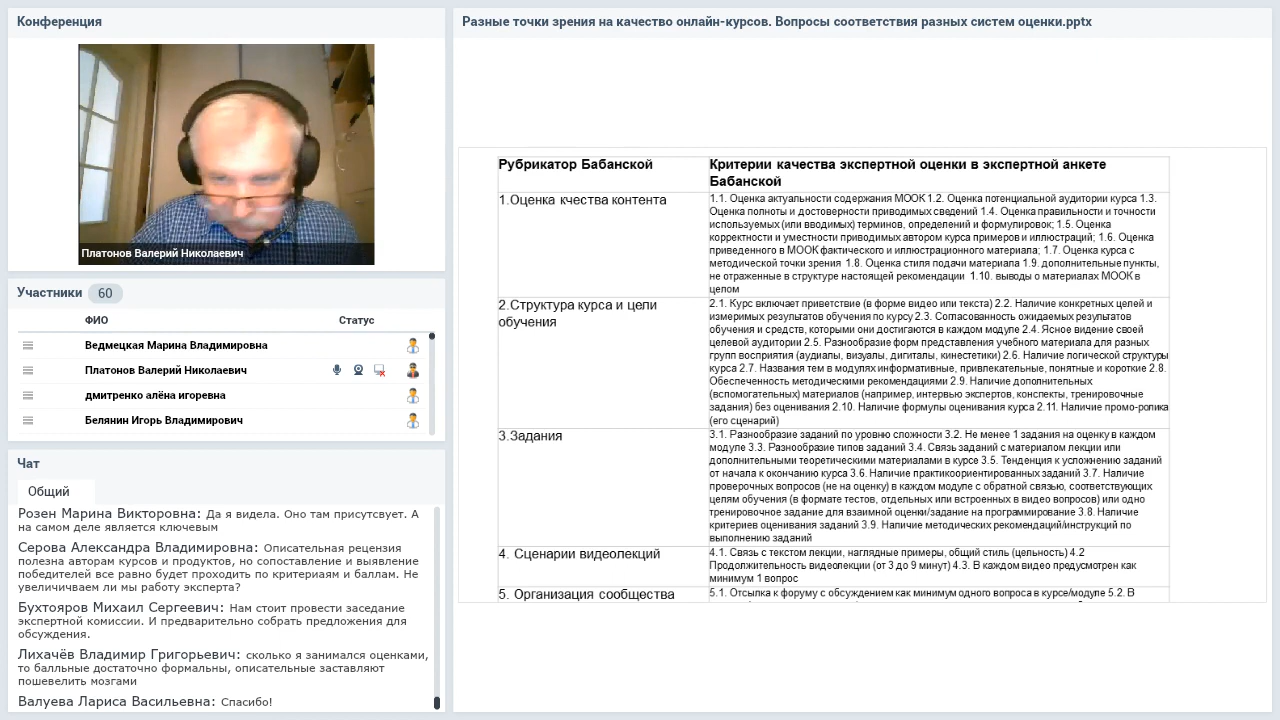 Конференция
Платонов Валерий Николаевич
Участники 60
ФИО Статус
Ведмецкая Марина Владимировна
Платонов Валерий Николаевич
дмитренко алёна игоревна
Белянин Игорь Владимирович
Чат
Общий
Розен Марина Викторовна: Да я видела. Оно там присутсвует. А
на самом деле является ключевым
Серова Александра Владимировна: Описательная рецензия
полезна авторам курсов и продуктов, но сопоставление и выявление
победителей все равно будет проходить по критериям и баллам. Не
увеличичваем ли мы работу эксперта?
Бухтояров Михаил Сергеевич: Нам стоит провести заседание
экспертной комиссии. И предварительно собрать предложения для
обсуждения.
Лихачёв Владимир Григорьевич: сколько я занимался оценками,
то балльные достаточно формальны, описательные заставляют
пошевелить мозгами
Валуева Лариса Васильевна: Спасибо!
Разные точки зрения на качество онлайн-курсов. Вопросы соответствия разных систем оценки.pptx
Рубрикатор Бабанской
Критерии качества экспертной оценки в экспертной анкете
Бабанской
1.Оценка кчества контента
1.1. Оценка актуальности содержания МООК 1.2. Оценка потенциальной аудитории курса 1.3.
Оценка полноты и достоверности приводимых сведений 1.4. Оценка правильности и точности
используемых (или вводимых) терминов, определений и формулировок; 1.5. Оценка
корректности и уместности приводимых автором курса примеров и иллюстраций; 1.6. Оценка
приведенного в МООК фактического и иллюстрационного материала; 1.7. Оценка курса с
методической точки зрения 1.8. Оценка стиля подачи материала 1.9. дополнительные пункты,
не отраженные в структуре настоящей рекомендации 1.10. выводы о материалах МООК в
целом
2.Структура курса и цели
обучения
2.1. Курс включает приветствие (в форме видео или текста) 2.2. Наличие конкретных целей и
измеримых результатов обучения по курсу 2.3. Согласованность ожидаемых результатов
обучения и средств, которыми они достигаются в каждом модуле 2.4. Ясное видение своей
целевой аудитории 2.5. Разнообразие форм представления учебного материала для разных
групп восприятия (аудиалы, визуалы, дигиталы, кинестетики) 2.6. Наличие логической структуры
курса 2.7. Названия тем в модулях информативные, привлекательные, понятные и короткие 2.8.
Обеспеченность методическими рекомендациями 2.9. Наличие дополнительных
(вспомогательных) материалов (например, интервью экспертов, конспекты, тренировочные
задания) без оценивания 2.10. Наличие формулы оценивания курса 2.11. Наличие промо-ролика
(его сценарий)
3.Задания
3.1. Разнообразие заданий по уровню сложности 3.2. Не менее 1 задания на оценку в каждом
модуле 3.3. Разнообразие типов заданий 3.4. Связь заданий с материалом лекции или
дополнительными теоретическими материалами в курсе 3.5. Тенденция к усложнению заданий
от начала к окончанию курса 3.6. Наличие практикоориентированных заданий 3.7. Наличие
проверочных вопросов (не на оценку) в каждом модуле с обратной связью, соответствующих
целям обучения (в формате тестов, отдельных или встроенных в видео вопросов) или одно
тренировочное задание для взаимной оценки/задание на программирование 3.8. Наличие
критериев оценивания заданий 3.9. Наличие методических рекомендаций/инструкций по
выполнению заданий
4. Сценарии видеолекций
4.1. Связь с текстом лекции, наглядные примеры, общий стиль (цельность) 4.2
Продолжительность видеолекции (от 3 до 9 минут) 4.3. В каждом видео предусмотрен как
минимум 1 вопрос
5. Организация сообщества
5.1. Отсылка к форуму с обсуждением как минимум одного вопроса в курсе/модуле 5.2. В